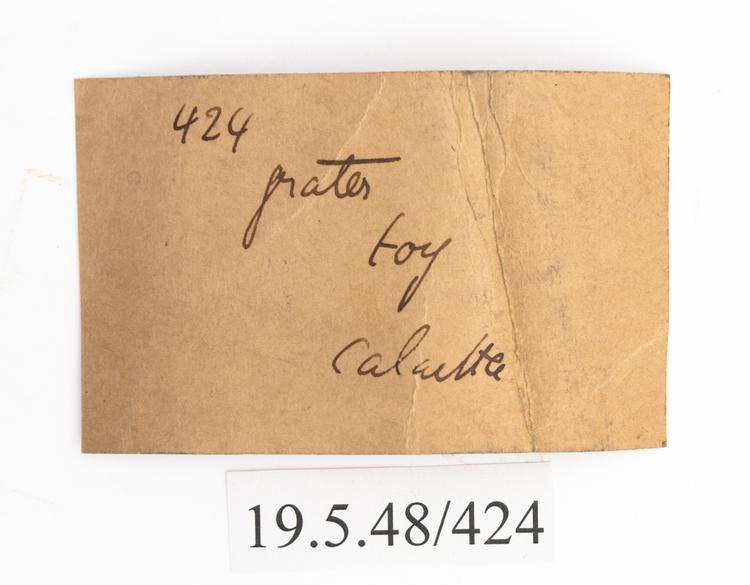 424
grater
toy
Calcutta
19.5.48/424